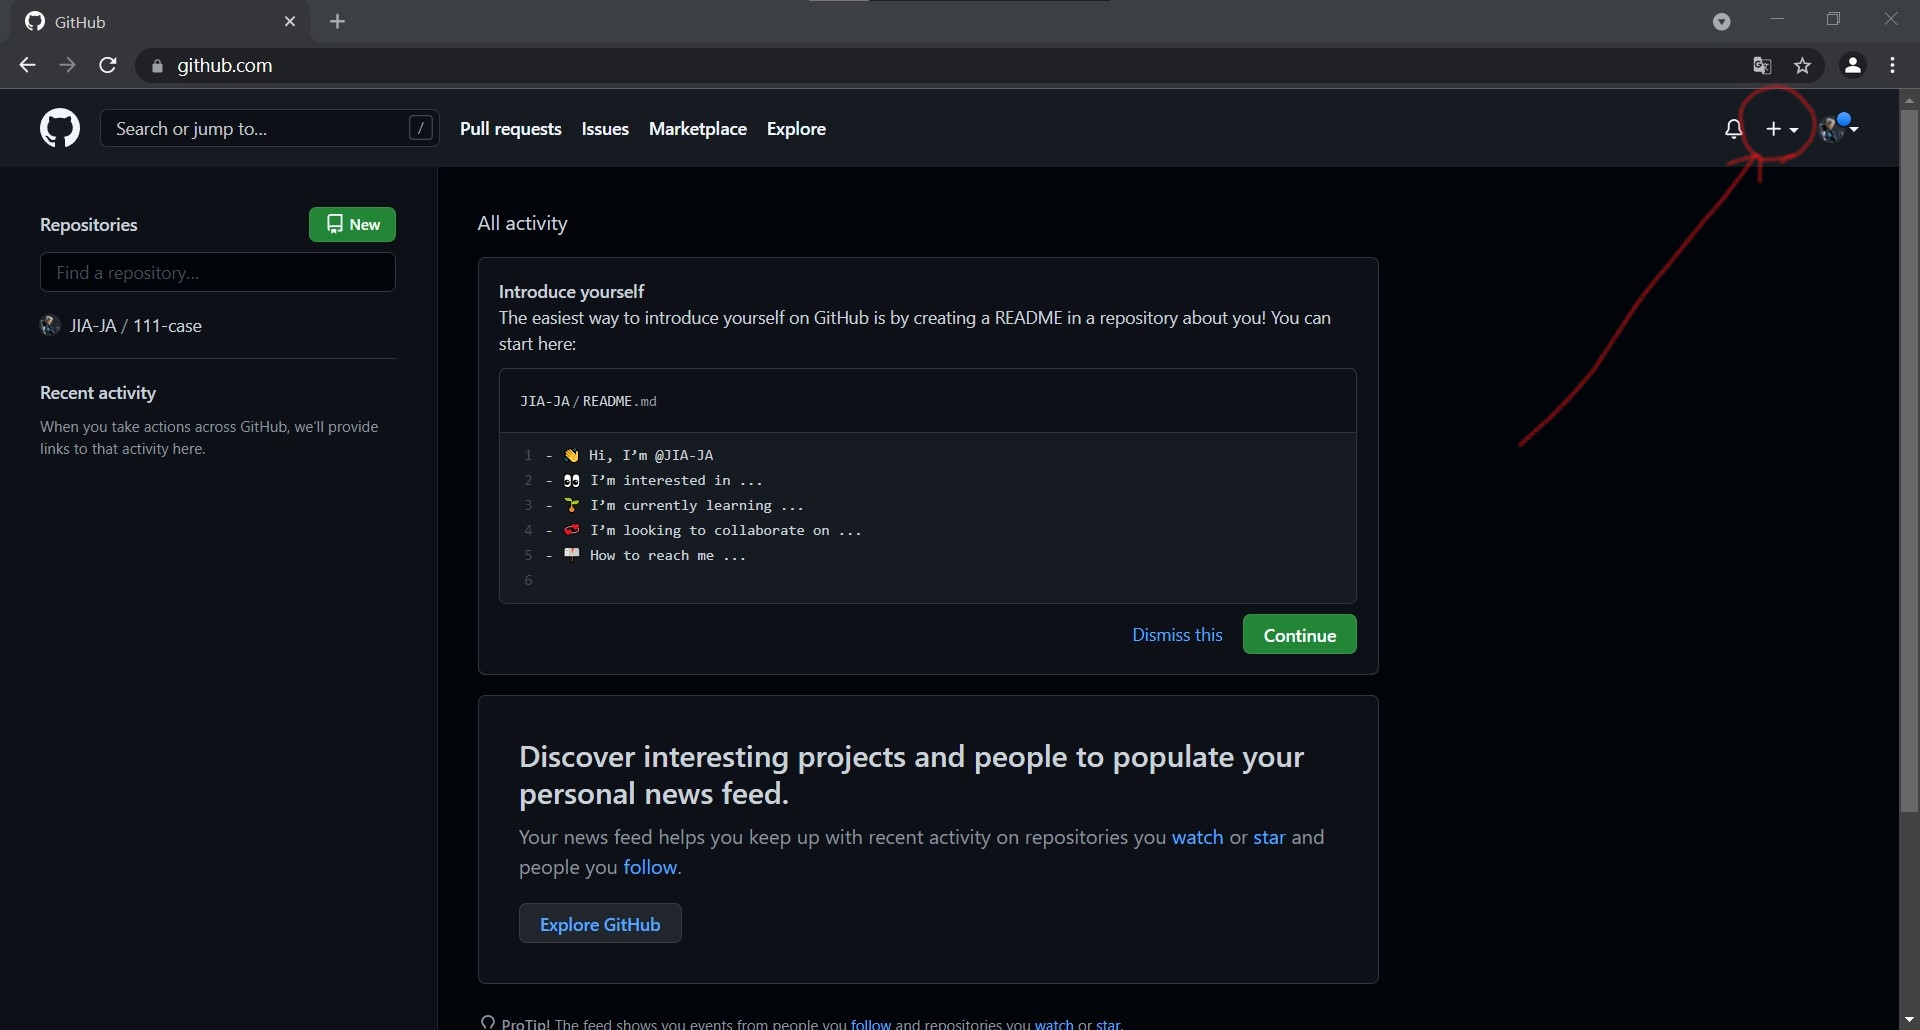 GitHub
github.com
Search or jump to... /
Pull requests Issues Marketplace Explore
Repositories
New
Find a repository...
JIA-JA / 111-case
Recent activity
When you take actions across GitHub, we'll provide
links to that activity here.
All activity
Introduce yourself
The easiest way to introduce yourself on GitHub is by creating a README in a repository about you! You can
start here:
JIA-JA / README.md
1 - 👋 Hi, I’m @JIA-JA
2 - 👀 I’m interested in ...
3 - 🌱 I’m currently learning ...
4 - 💞️ I’m looking to collaborate on ...
5 - 📫 How to reach me ...
6
Dismiss this
Continue
Discover interesting projects and people to populate your
personal news feed.
Your news feed helps you keep up with recent activity on repositories you watch or star and
people you follow.
Explore GitHub
ProTip! The feed shows you events from people you follow and repositories you watch or star.